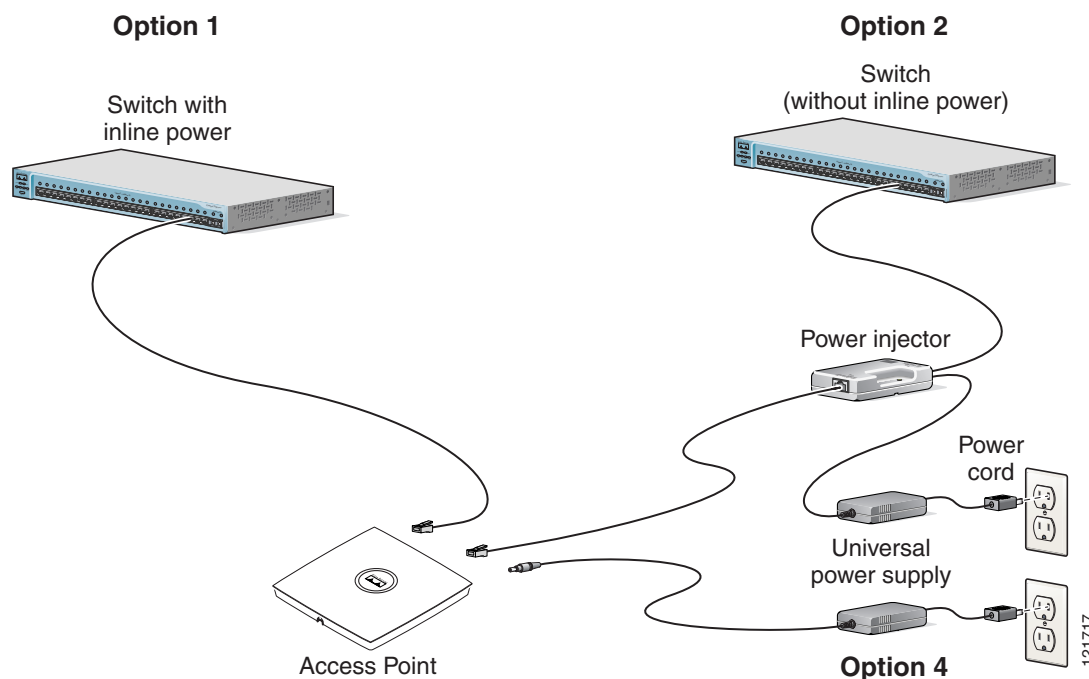 Option 1
Option 2
Switch with
inline power
Switch
(without inline power)
Power injector
Power
cord
Universal
power supply
Access Point
Option 4
121717